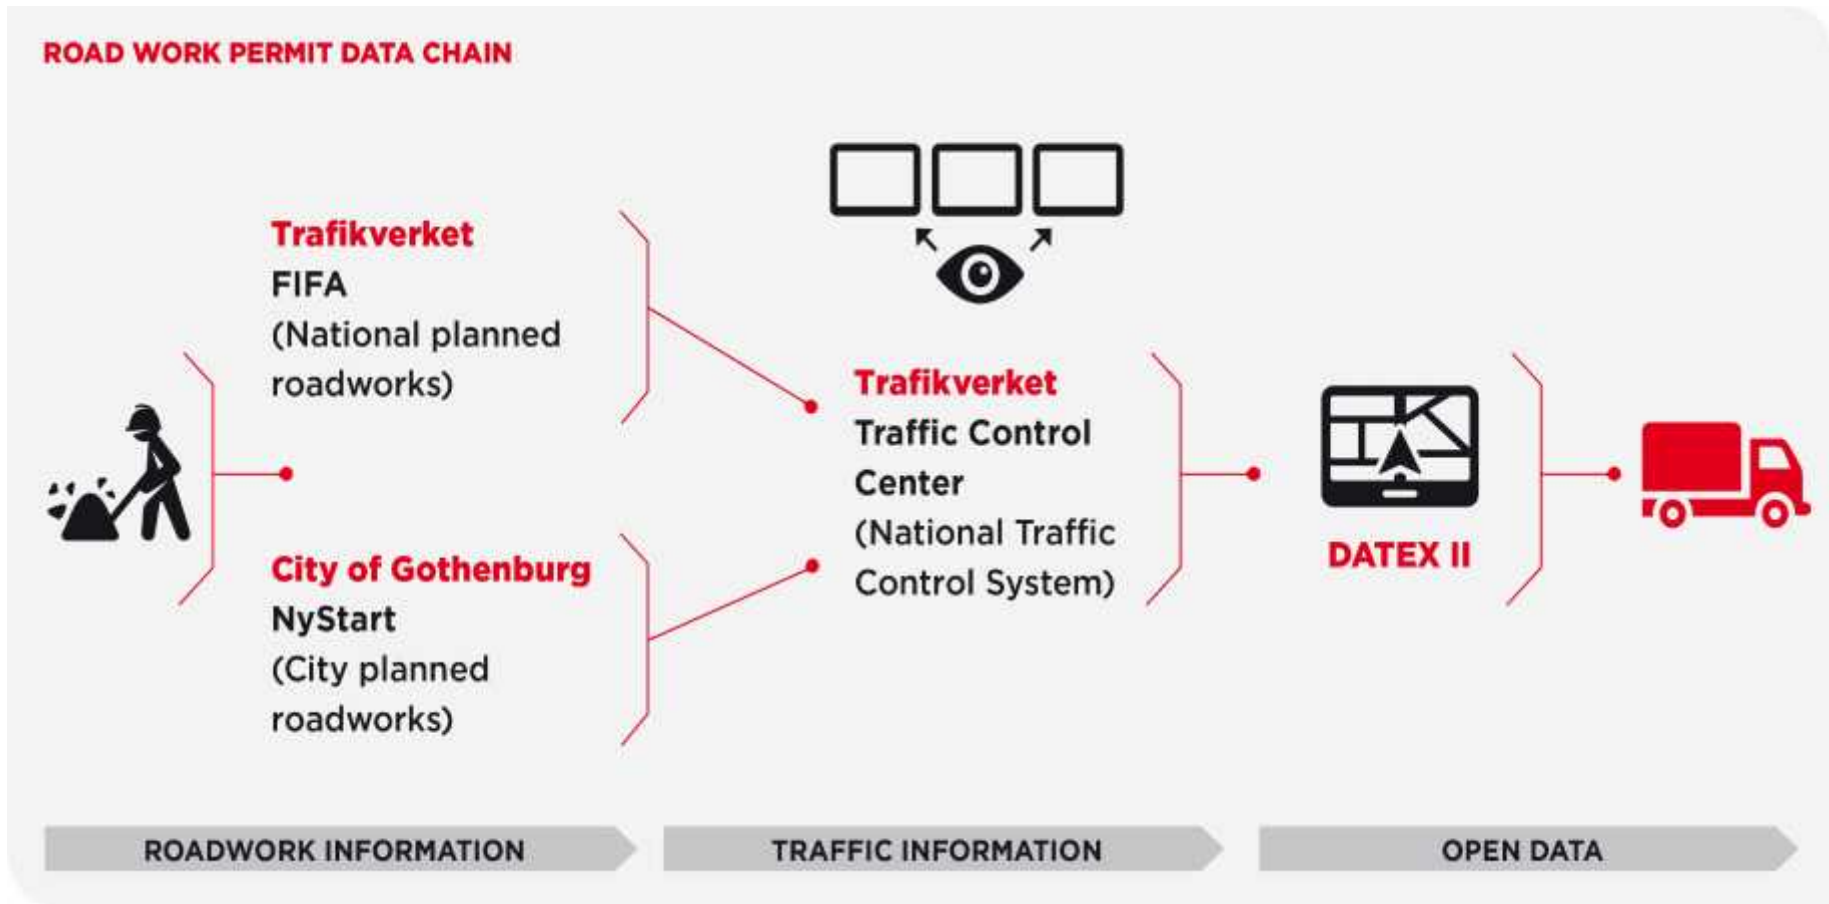 ROAD WORK PERMIT DATA CHAIN
Trafikverket
FIFA
(National planned
roadworks)
City of Gothenburg
NyStart
(City planned
roadworks)
Trafikverket
Traffic Control
Center
(National Traffic
Control System)
DATEX II
ROADWORK INFORMATION
TRAFFIC INFORMATION
OPEN DATA